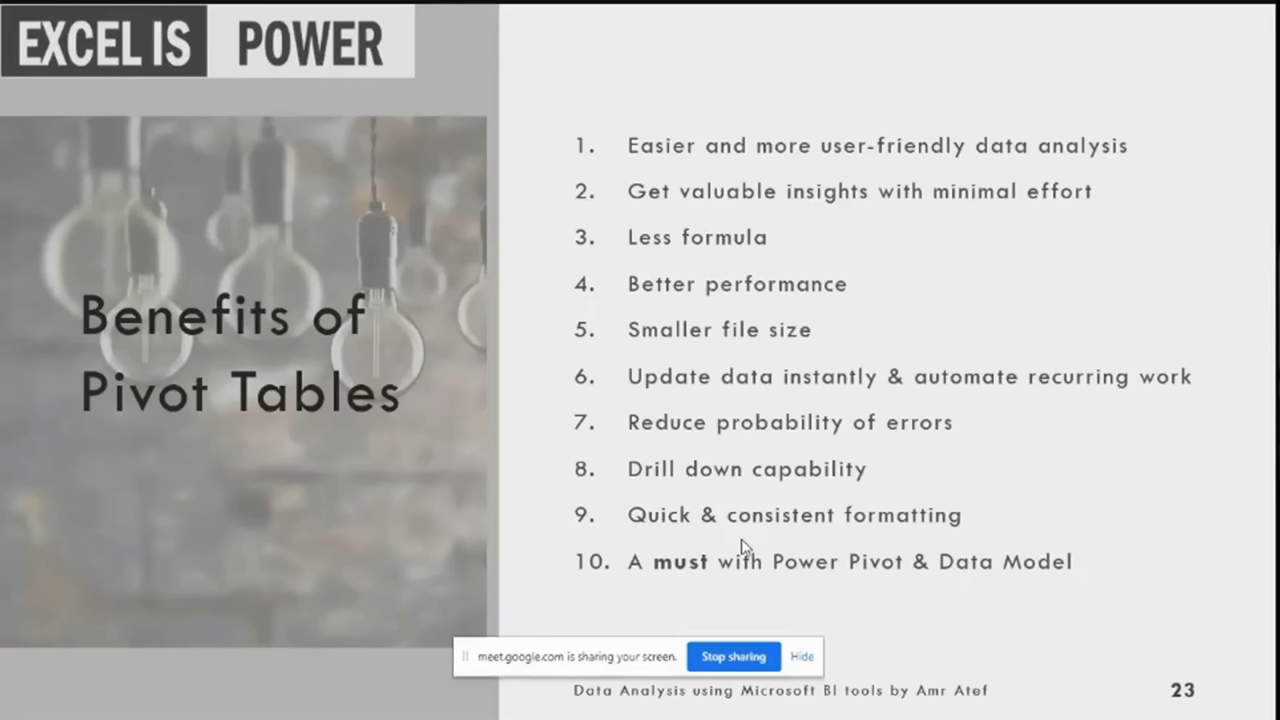 EXCEL IS POWER
Benefits of
Pivot Tables
1. Easier and more user-friendly data analysis
2. Get valuable insights with minimal effort
3. Less formula
4. Better performance
5. Smaller file size
6. Update data instantly & automate recurring work
7. Reduce probability of errors
8. Drill down capability
9. Quick & consistent formatting
10. A must with Power Pivot & Data Model
meet.google.com is sharing your screen. Stop sharing Hide
Data Analysis using Microsoft BI tools by Amr Atef 23